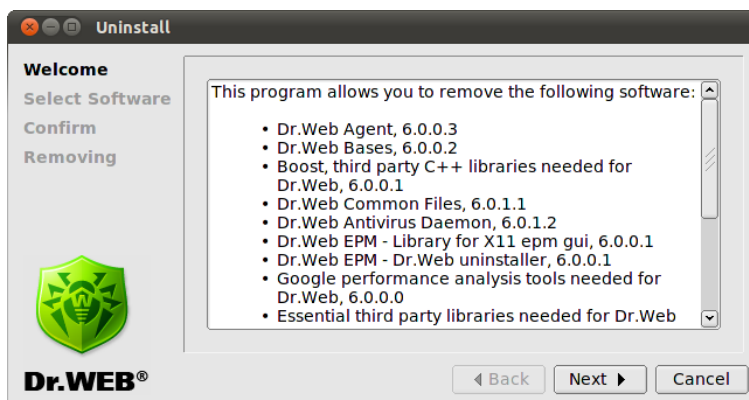 Uninstall
Welcome
Select Software
Confirm
Removing
This program allows you to remove the following software:
• Dr.Web Agent, 6.0.0.3
• Dr.Web Bases, 6.0.0.2
• Boost, third party C++ libraries needed for
Dr.Web, 6.0.0.1
• Dr.Web Common Files, 6.0.1.1
• Dr.Web Antivirus Daemon, 6.0.1.2
• Dr.Web EPM - Library for X11 epm gui, 6.0.0.1
• Dr.Web EPM - Dr.Web uninstaller, 6.0.0.1
• Google performance analysis tools needed for
Dr.Web, 6.0.0.0
• Essential third party libraries needed for Dr.Web
Dr.WEB®
Back
Next
Cancel